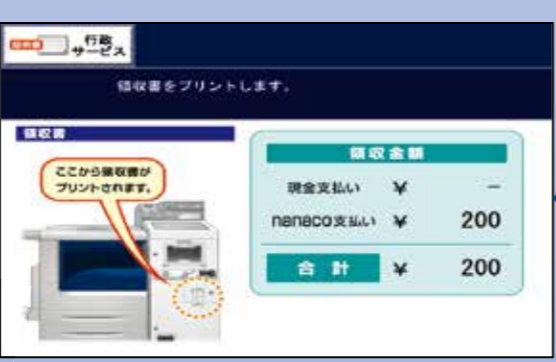 証明書
行政
サービス
領収書をプリントします。
領収書
ここから領収書が
プリントされます。
領収金額
現金支払い ¥ −
nanaco支払い ¥ 200
合計 ¥ 200